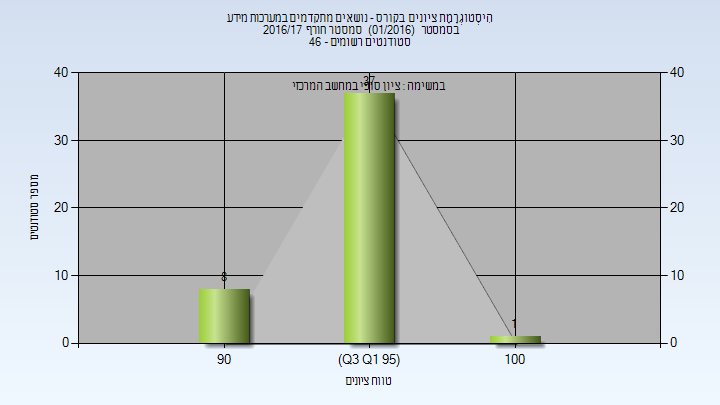 הִיסטוגְרָמַת ציונים בקורס - נושאים מתקדמים במערכות מידע
בסמסטר (01/2016) סמסטר חורף 2016/17
סטודנטים רשומים - 46
במשימה : ציון סופי במחשב המרכזי
40 40
37
30 30
20 20
10 10
8
1
0 0
90 (Q3 Q1 95) 100
מספר סטודנטים
טווח ציונים